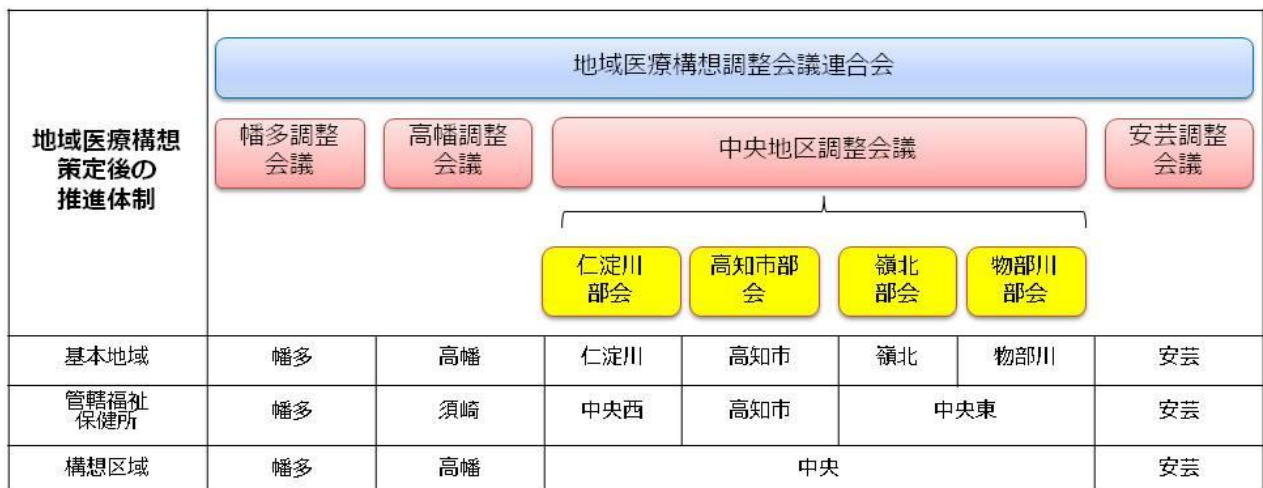 地域医療構想調整会議連合会
地域医療構想
策定後の
推進体制
幡多調整
会議
高幡調整
会議
中央地区調整会議
安芸調整
会議
仁淀川
部会
高知市部
会
嶺北
部会
物部川
部会
基本地域 幡多 高幡 仁淀川 高知市 嶺北 物部川 安芸
管轄福祉
保健所
幡多 須崎 中央西 高知市 中央東 安芸
構想区域 幡多 高幡 中央 安芸